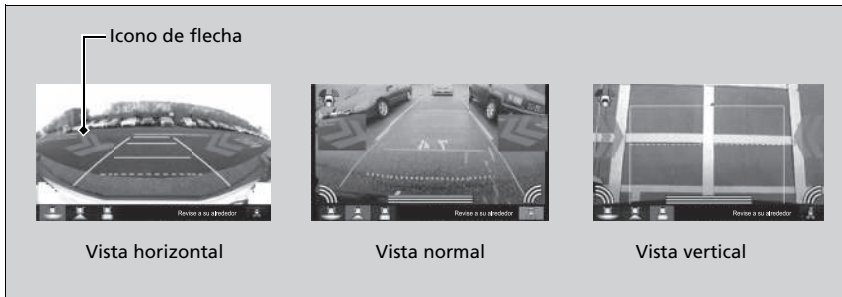 Icono de flecha
Revise a su alrededor
Revise a su alrededor
Revise a su alrededor
Vista horizontal
Vista normal
Vista vertical